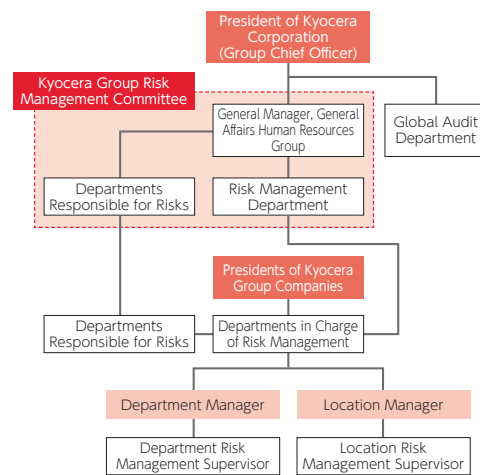 President of Kyocera
Corporation
(Group Chief Officer)
Kyocera Group Risk
Management Committee
General Manager, General
Affairs Human Resources
Group
Global Audit
Department
Departments
Responsible for Risks
Risk Management
Department
Presidents of Kyocera
Group Companies
Departments
Responsible for Risks
Departments in Charge
of Risk Management
Department Manager
Location Manager
Department Risk
Management Supervisor
Location Risk
Management Supervisor